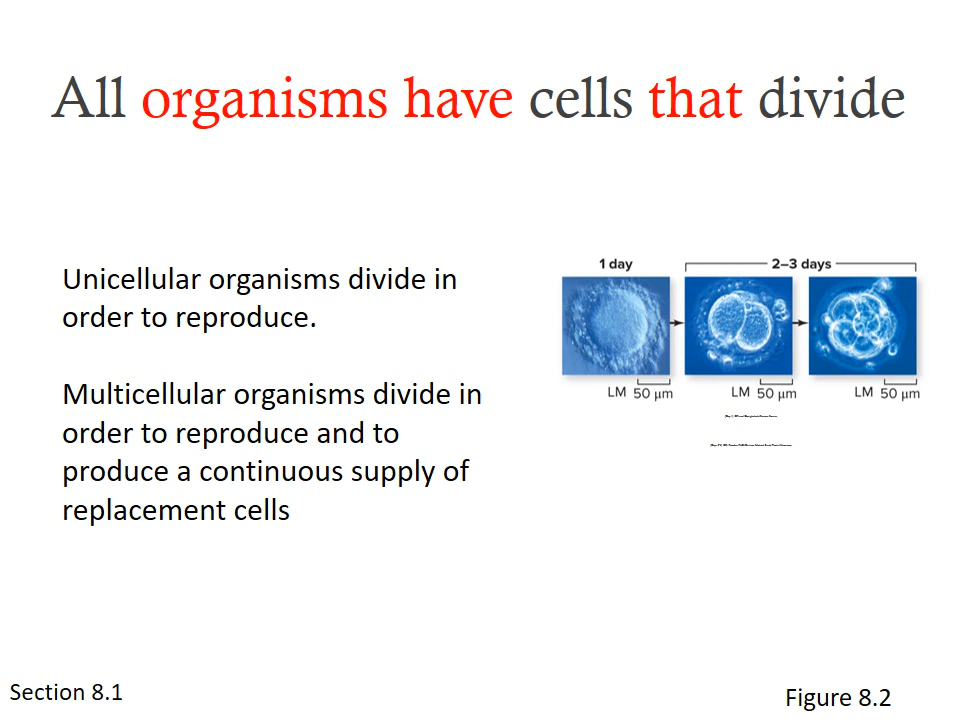 All organisms have cells that divide
Unicellular organisms divide in
order to reproduce.
Multicellular organisms divide in
order to reproduce and to
produce a continuous supply of
replacement cells
1 day
2–3 days
LM 50 µm
LM 50 µm
LM 50 µm
Section 8.1
Figure 8.2